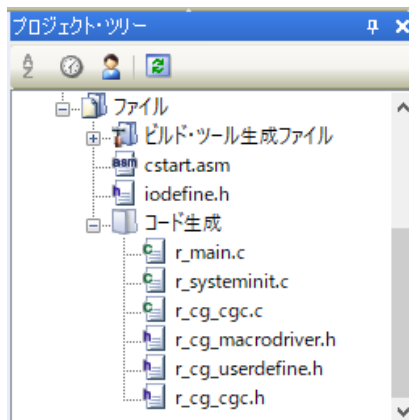 プロジェクト・ツリー
ファイル
ビルド・ツール生成ファイル
asm cstart.asm
h iodefine.h
コード生成
c r_main.c
c r_systeminit.c
c r_cg_cgc.c
h r_cg_macrodriver.h
h r_cg_userdefine.h
h r_cg_cgc.h